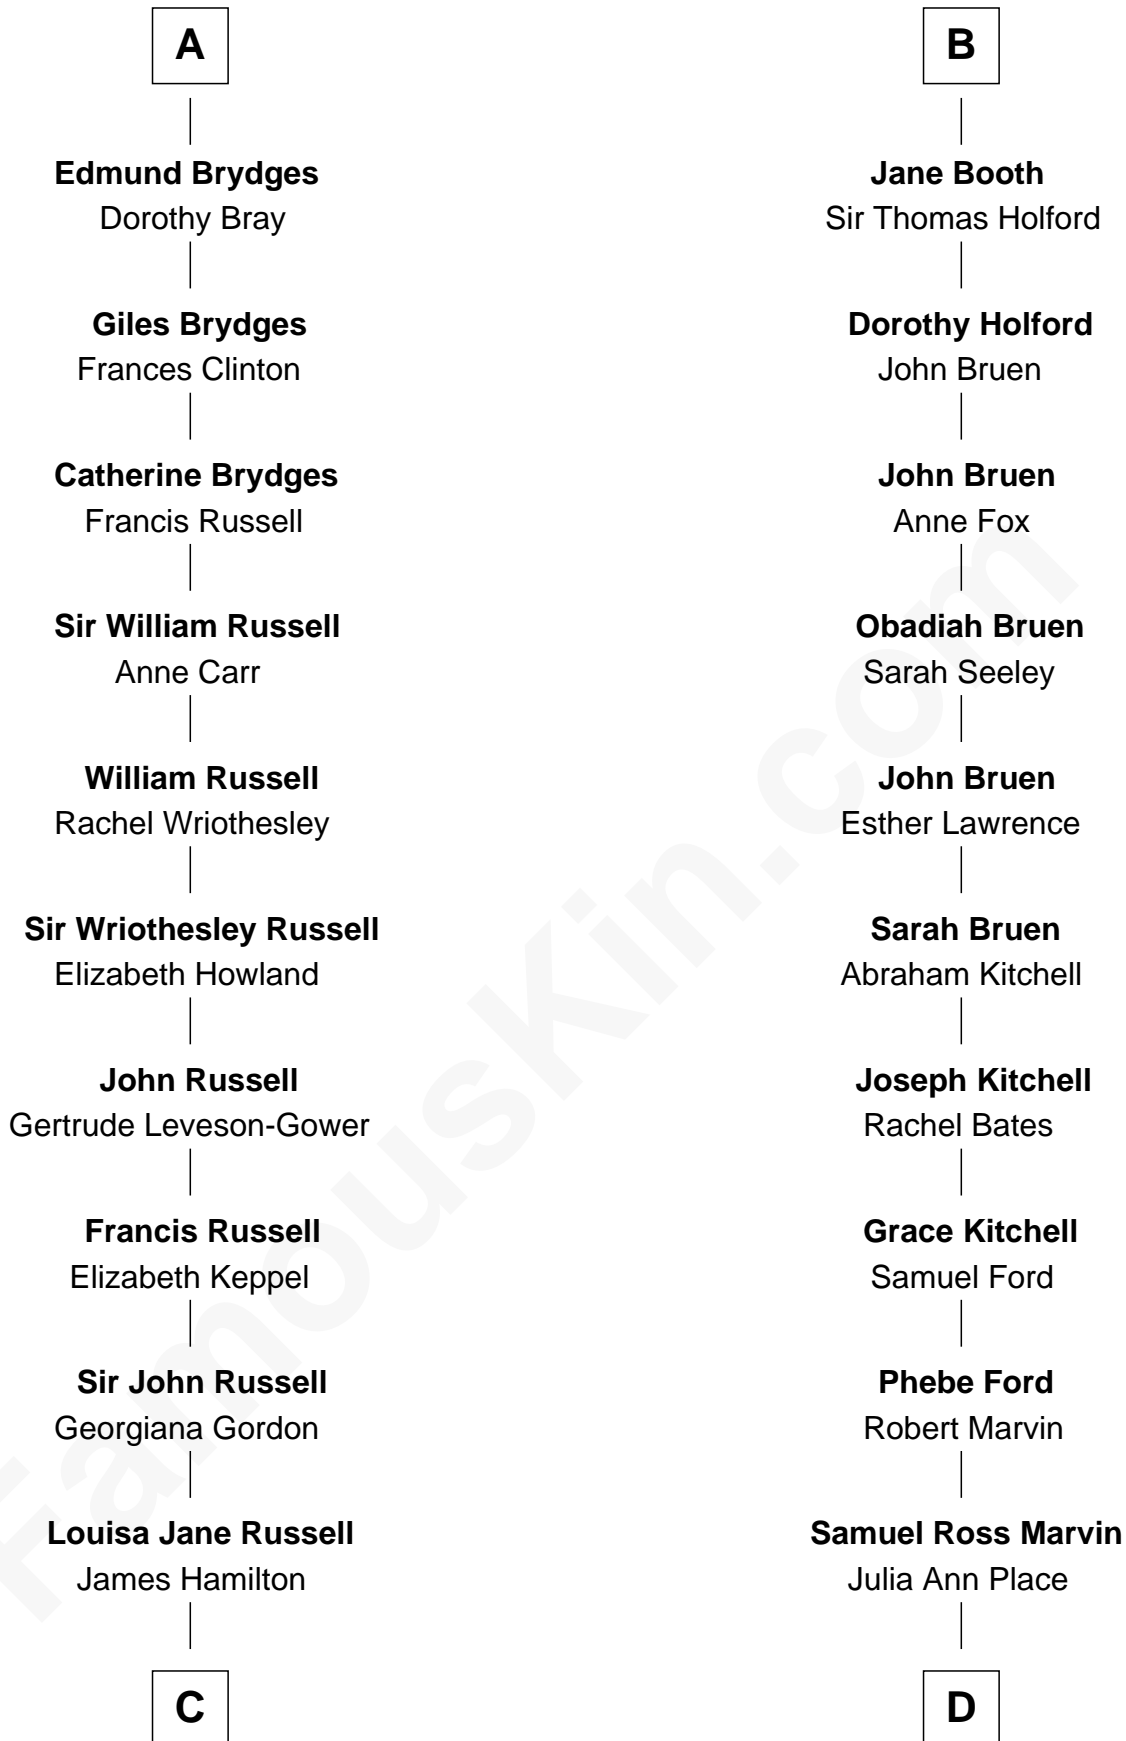 A
Edmund Brydges
Dorothy Bray
Giles Brydges
Frances Clinton
Catherine Brydges
Francis Russell
Sir William Russell
Anne Carr
William Russell
Rachel Wriothesley
Sir Wriothesley Russell
Elizabeth Howland
John Russell
Gertrude Leveson-Gower
Francis Russell
Elizabeth Keppel
Sir John Russell
Georgiana Gordon
Louisa Jane Russell
James Hamilton
C
B
Jane Booth
Sir Thomas Holford
Dorothy Holford
John Bruen
John Bruen
Anne Fox
Obadiah Bruen
Sarah Seeley
John Bruen
Esther Lawrence
Sarah Bruen
Abraham Kitchell
Joseph Kitchell
Rachel Bates
Grace Kitchell
Samuel Ford
Phebe Ford
Robert Marvin
Samuel Ross Marvin
Julia Ann Place
D
FamousKin.com